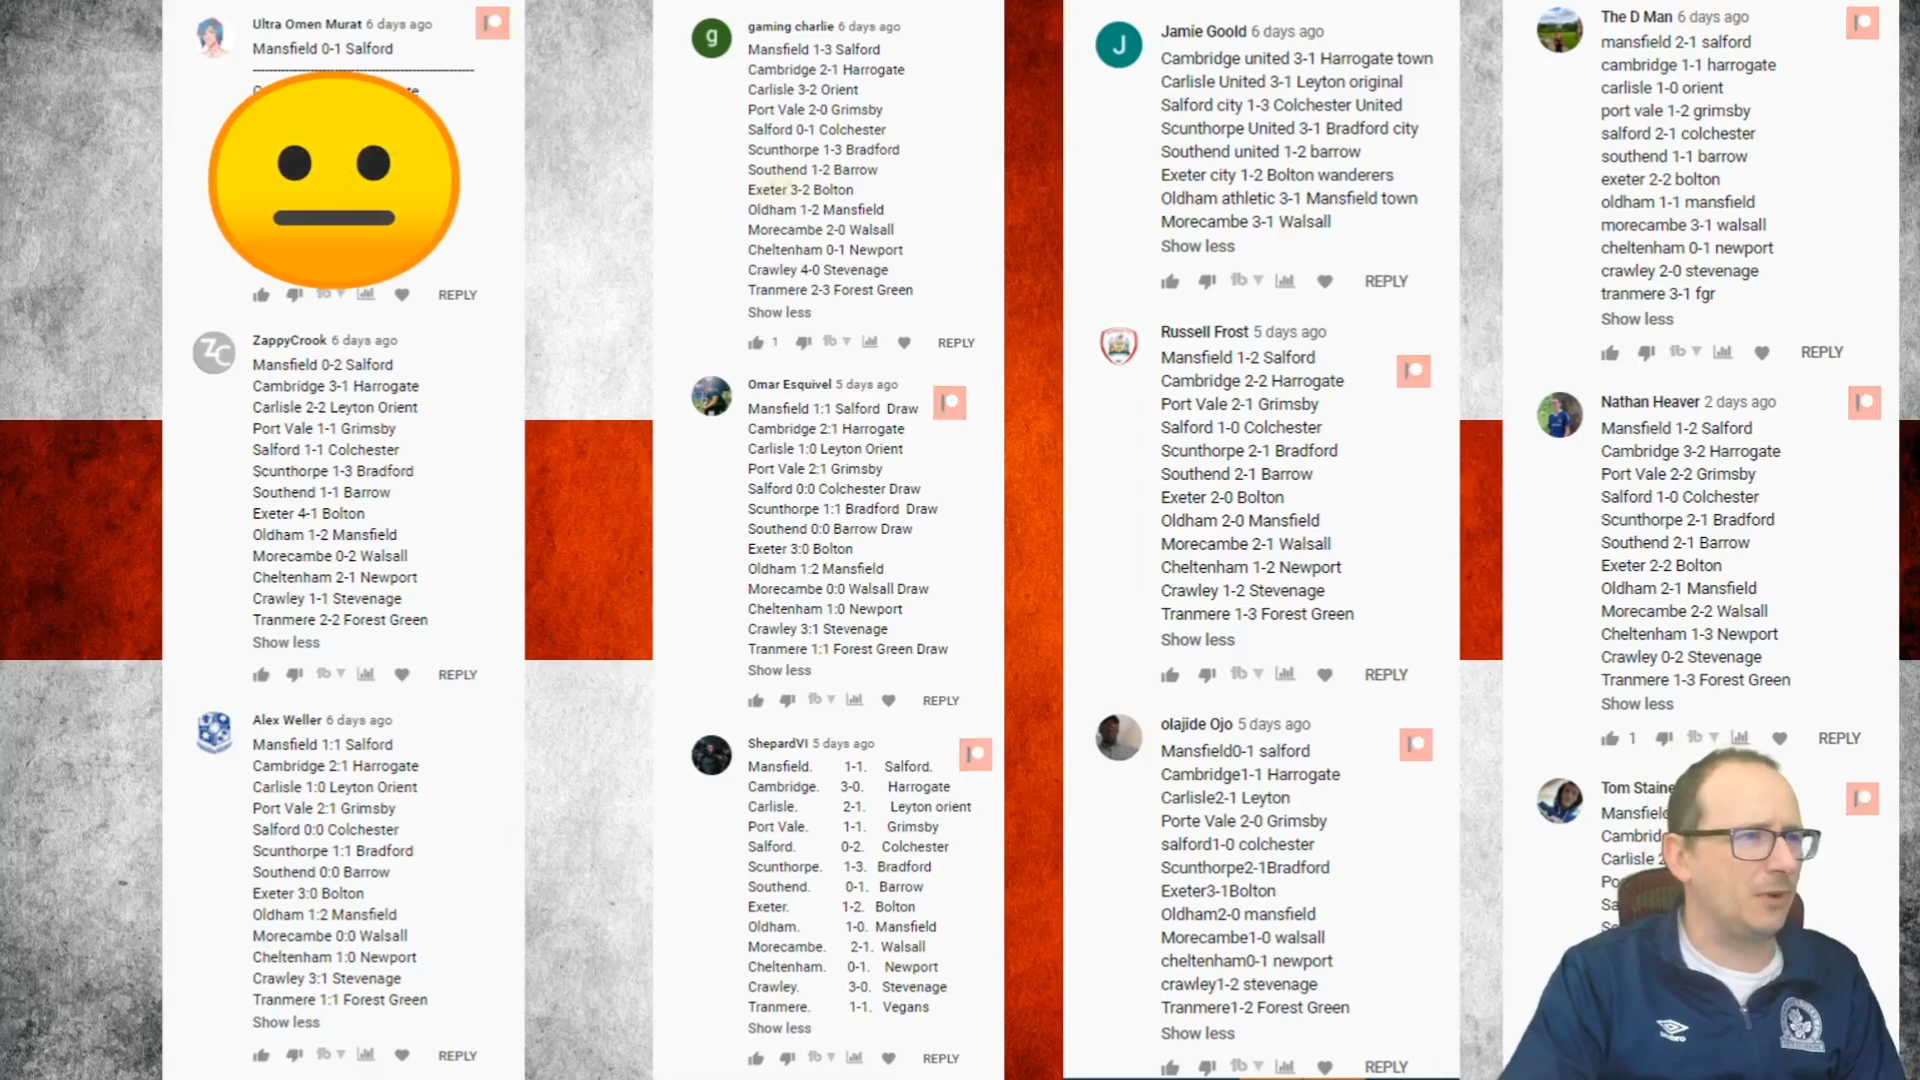 Ultra Omen Murat 6 days ago
Mansfield 0-1 Salford
REPLY
ZappyCrook 6 days ago
Mansfield 0-2 Salford
Cambridge 3-1 Harrogate
Carlisle 2-2 Leyton Orient
Port Vale 1-1 Grimsby
Salford 1-1 Colchester
Scunthorpe 1-3 Bradford
Southend 1-1 Barrow
Exeter 4-1 Bolton
Oldham 1-2 Mansfield
Morecambe 0-2 Walsall
Cheltenham 2-1 Newport
Crawley 1-1 Stevenage
Tranmere 2-2 Forest Green
Show less
REPLY
Alex Weller 6 days ago
Mansfield 1:1 Salford
Cambridge 2:1 Harrogate
Carlisle 1:0 Leyton Orient
Port Vale 2:1 Grimsby
Salford 0:0 Colchester
Scunthorpe 1:1 Bradford
Southend 0:0 Barrow
Exeter 3:0 Bolton
Oldham 1:2 Mansfield
Morecambe 0:0 Walsall
Cheltenham 1:0 Newport
Crawley 3:1 Stevenage
Tranmere 1:1 Forest Green
Show less
REPLY
g
gaming charlie 6 days ago
Mansfield 1-3 Salford
Cambridge 2-1 Harrogate
Carlisle 3-2 Orient
Port Vale 2-0 Grimsby
Salford 0-1 Colchester
Scunthorpe 1-3 Bradford
Southend 1-2 Barrow
Exeter 3-2 Bolton
Oldham 1-2 Mansfield
Morecambe 2-0 Walsall
Cheltenham 0-1 Newport
Crawley 4-0 Stevenage
Tranmere 2-3 Forest Green
Show less
1 REPLY
Omar Esquivel 5 days ago
Mansfield 1:1 Salford Draw
Cambridge 2:1 Harrogate
Carlisle 1:0 Leyton Orient
Port Vale 2:1 Grimsby
Salford 0:0 Colchester Draw
Scunthorpe 1:1 Bradford Draw
Southend 0:0 Barrow Draw
Exeter 3:0 Bolton
Oldham 1:2 Mansfield
Morecambe 0:0 Walsall Draw
Cheltenham 1:0 Newport
Crawley 3:1 Stevenage
Tranmere 1:1 Forest Green Draw
Show less
REPLY
ShepardVI 5 days ago
Mansfield. 1-1. Salford.
Cambridge. 3-0. Harrogate
Carlisle. 2-1. Leyton orient
Port Vale. 1-1. Grimsby
Salford. 0-2. Colchester
Scunthorpe. 1-3. Bradford
Southend. 0-1. Barrow
Exeter. 1-2. Bolton
Oldham. 1-0. Mansfield
Morecambe. 2-1. Walsall
Cheltenham. 0-1. Newport
Crawley. 3-0. Stevenage
Tranmere. 1-1. Vegans
Show less
REPLY
J
Jamie Goold 6 days ago
Cambridge united 3-1 Harrogate town
Carlisle United 3-1 Leyton original
Salford city 1-3 Colchester United
Scunthorpe United 3-1 Bradford city
Southend united 1-2 barrow
Exeter city 1-2 Bolton wanderers
Oldham athletic 3-1 Mansfield town
Morecambe 3-1 Walsall
Show less
REPLY
Russell Frost 5 days ago
Mansfield 1-2 Salford
Cambridge 2-2 Harrogate
Port Vale 2-1 Grimsby
Salford 1-0 Colchester
Scunthorpe 2-1 Bradford
Southend 2-1 Barrow
Exeter 2-0 Bolton
Oldham 2-0 Mansfield
Morecambe 2-1 Walsall
Cheltenham 1-2 Newport
Crawley 1-2 Stevenage
Tranmere 1-3 Forest Green
Show less
REPLY
olajide Ojo 5 days ago
Mansfield0-1 salford
Cambridge1-1 Harrogate
Carlisle2-1 Leyton
Porte Vale 2-0 Grimsby
salford1-0 colchester
Scunthorpe2-1Bradford
Exeter3-1Bolton
Oldham2-0 mansfield
Morecambe1-0 walsall
cheltenham0-1 newport
crawley1-2 stevenage
Tranmere1-2 Forest Green
Show less
REPLY
The D Man 6 days ago
mansfield 2-1 salford
cambridge 1-1 harrogate
carlisle 1-0 orient
port vale 1-2 grimsby
salford 2-1 colchester
southend 1-1 barrow
exeter 2-2 bolton
oldham 1-1 mansfield
morecambe 3-1 walsall
cheltenham 0-1 newport
crawley 2-0 stevenage
tranmere 3-1 fgr
Show less
REPLY
Nathan Heaver 2 days ago
Mansfield 1-2 Salford
Cambridge 3-2 Harrogate
Port Vale 2-2 Grimsby
Salford 1-0 Colchester
Scunthorpe 2-1 Bradford
Southend 2-1 Barrow
Exeter 2-2 Bolton
Oldham 2-1 Mansfield
Morecambe 2-2 Walsall
Cheltenham 1-3 Newport
Crawley 0-2 Stevenage
Tranmere 1-3 Forest Green
Show less
1 REPLY
Tom Staine
Mansfield
Cambridg
Carlisle 2
umbro